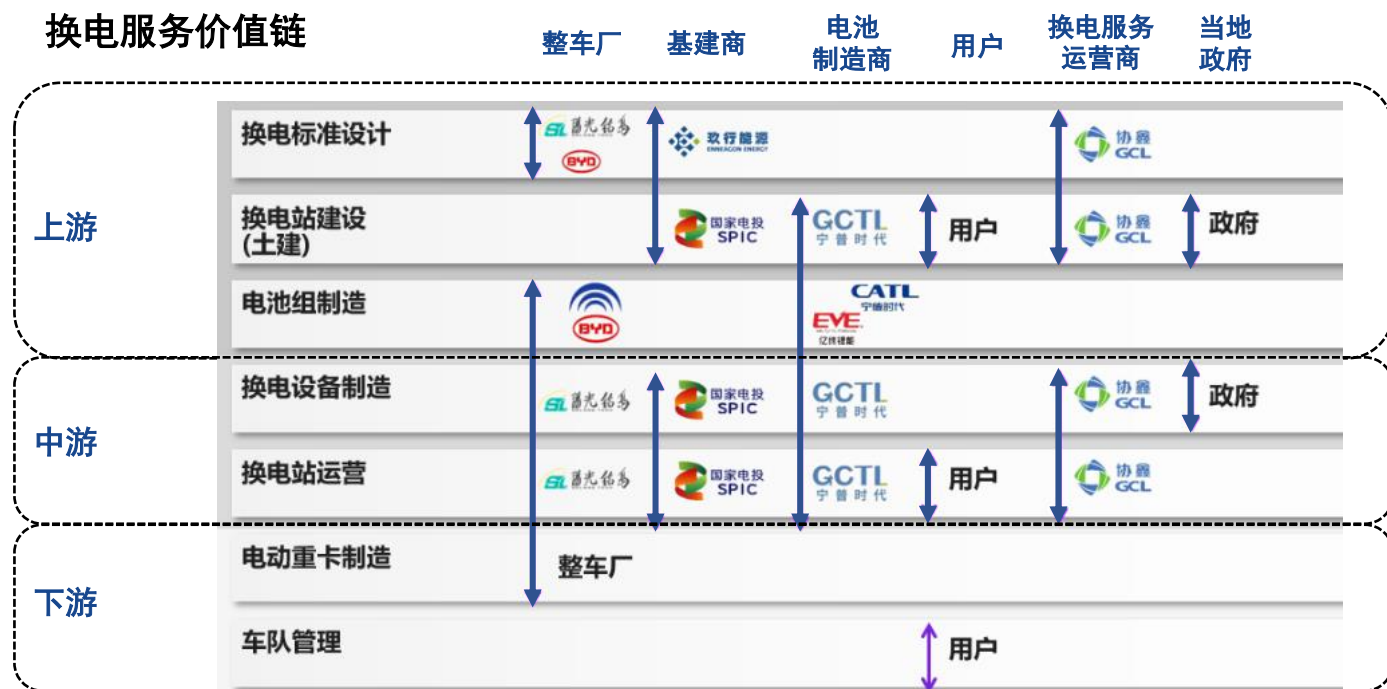 换电服务价值链
整车厂
基建商
电池
制造商
用户
换电服务
运营商
当地
政府
上游
换电标准设计
BYD
玖行能源
ENNEAGON ENERGY
协鑫
GCL
换电站建设
(土建)
国家电投
SPIC
GCTL
宁普时代
用户
协鑫
GCL
政府
电池组制造
BYD
CATL
宁德时代
EVE
亿纬锂能
中游
换电设备制造
国家电投
SPIC
GCTL
宁普时代
协鑫
GCL
政府
换电站运营
国家电投
SPIC
GCTL
宁普时代
用户
协鑫
GCL
下游
电动重卡制造
整车厂
车队管理
用户